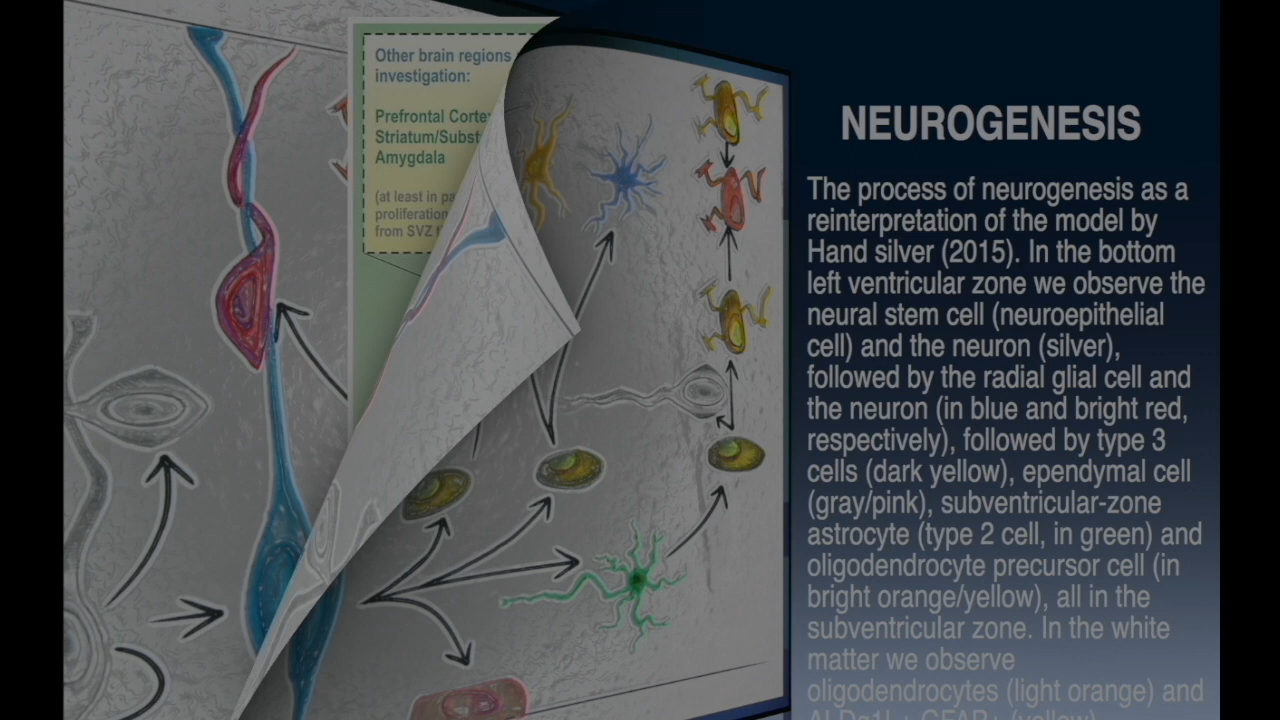 Other brain regions
investigation:
Prefrontal
Amygdala
(at least in
proliferation
from SVZ
NEUROGENESIS
The process of neurogenesis as a
reinterpretation of the model by
Hand silver (2015). In the bottom
left ventricular zone we observe the
neural stem cell (neuroepithelial
cell) and the neuron (silver),
followed by the radial glial cell and
the neuron (in blue and bright red,
respectively), followed by type 3
cells (dark yellow), ependymal cell
(gray/pink), subventricular-zone
astrocyte (type 2 cell, in green) and
oligodendrocyte precursor cell (in
bright orange/yellow), all in the
subventricular zone. In the white
matter we observe
oligodendrocytes (light orange) and